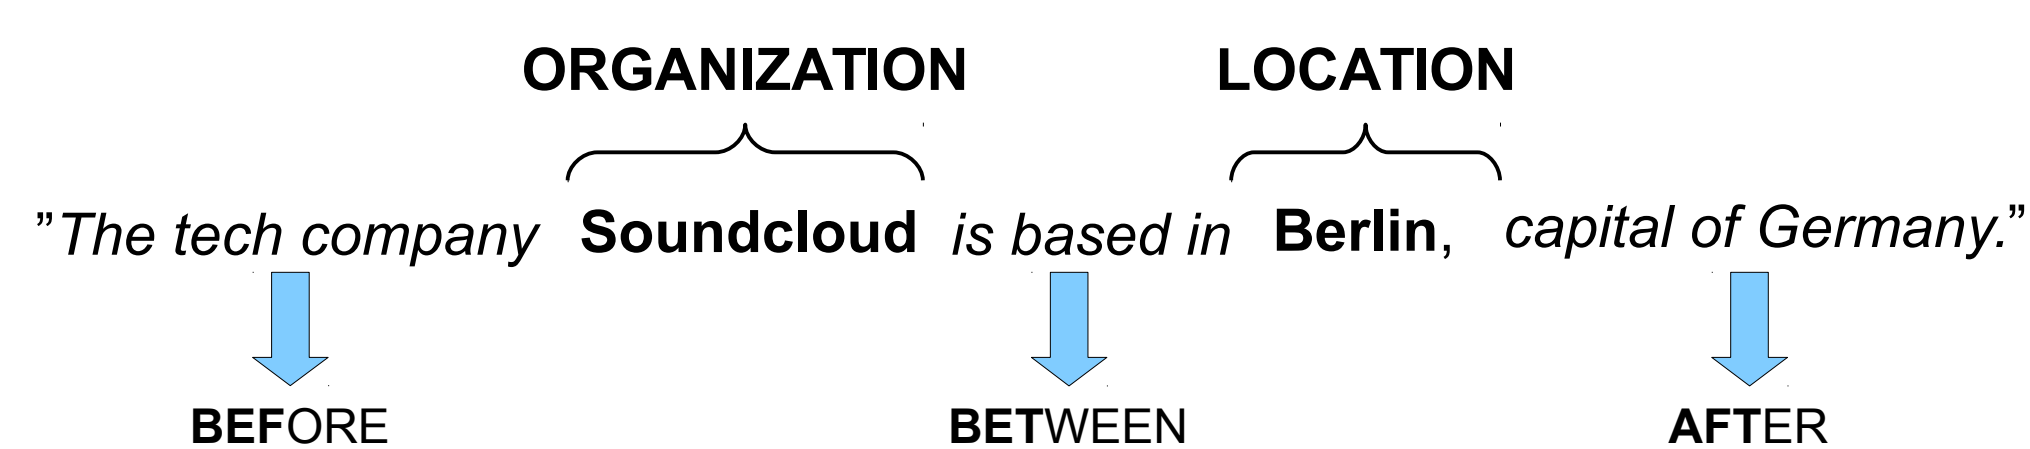 ORGANIZATION LOCATION
”The tech company Soundcloud is based in Berlin, capital of Germany.”
BEFORE BETWEEN AFTER